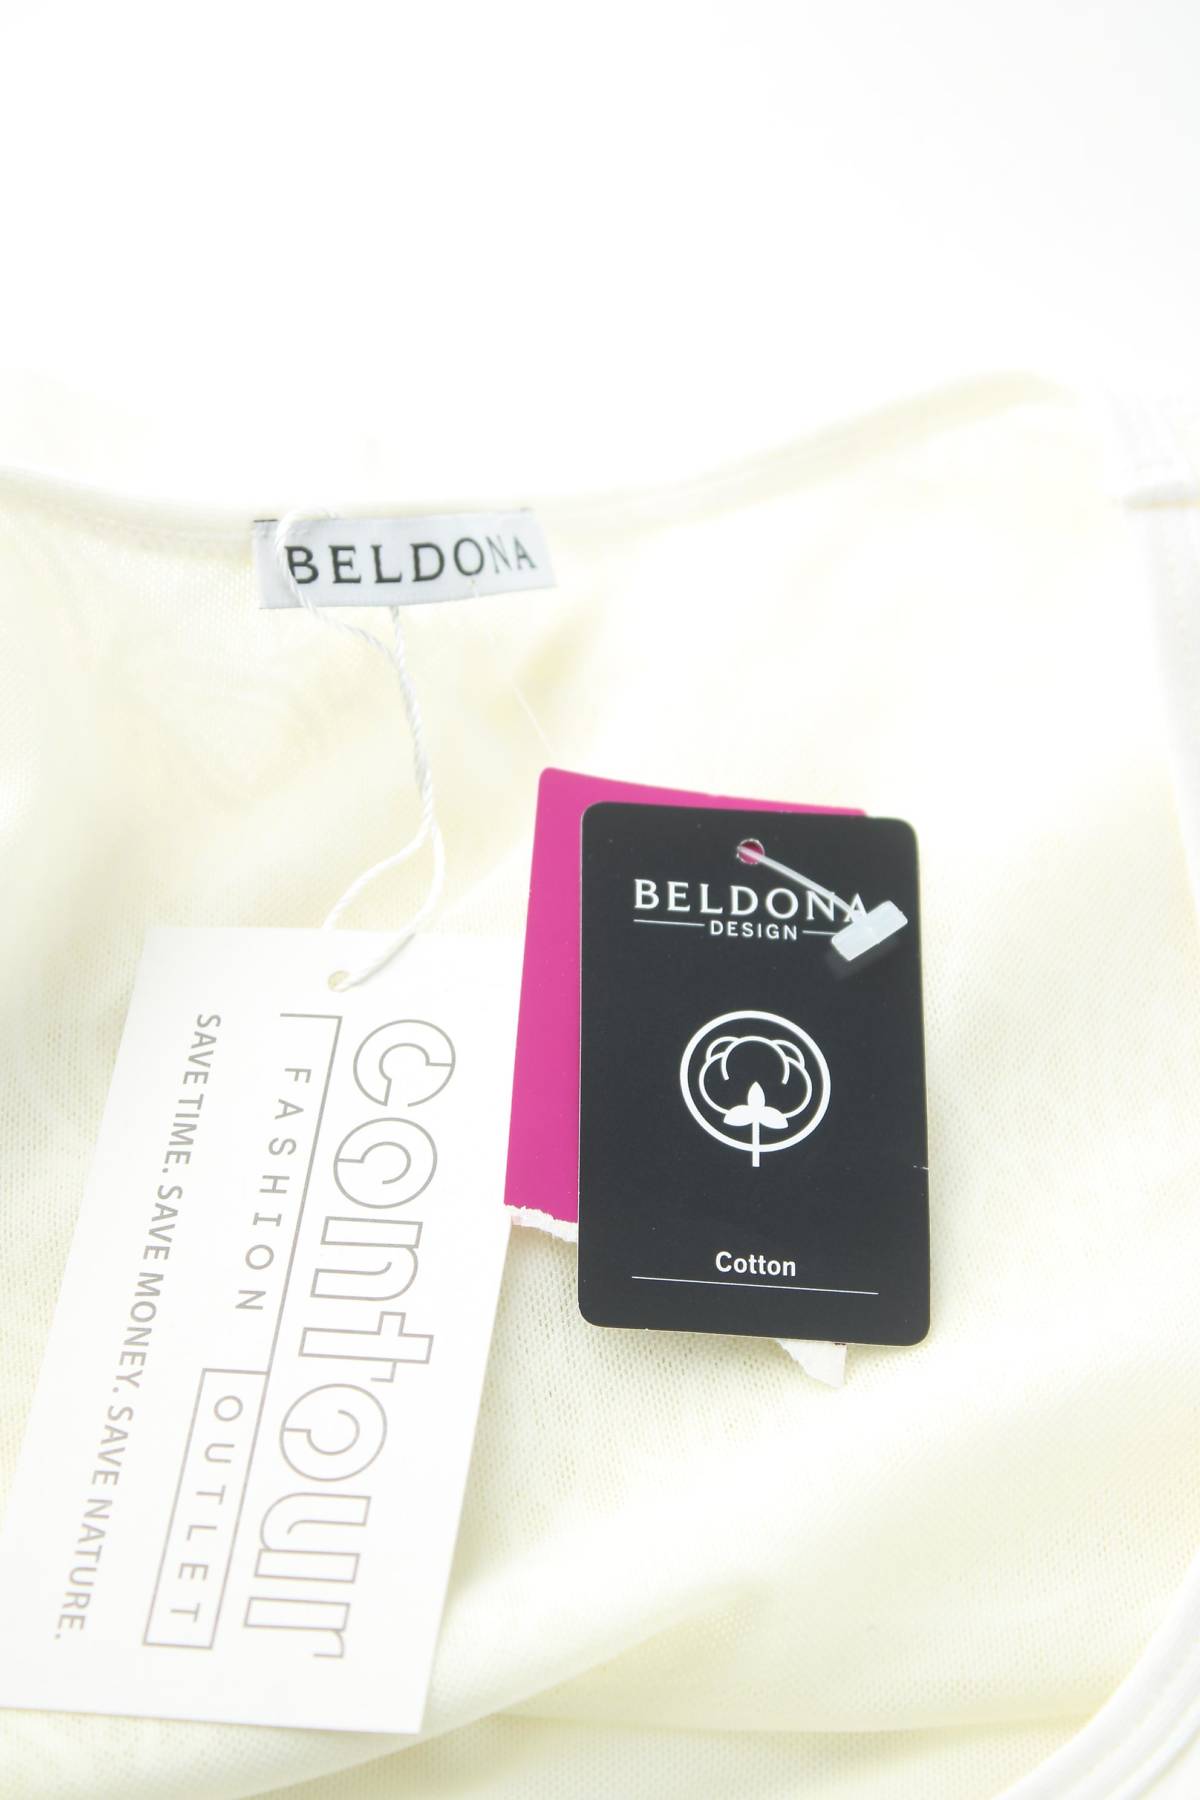 BELDONA
BELDONA
DESIGN
Cotton
contour
FASHION
OUTLET
SAVE TIME. SAVE MONEY. SAVE NATURE.